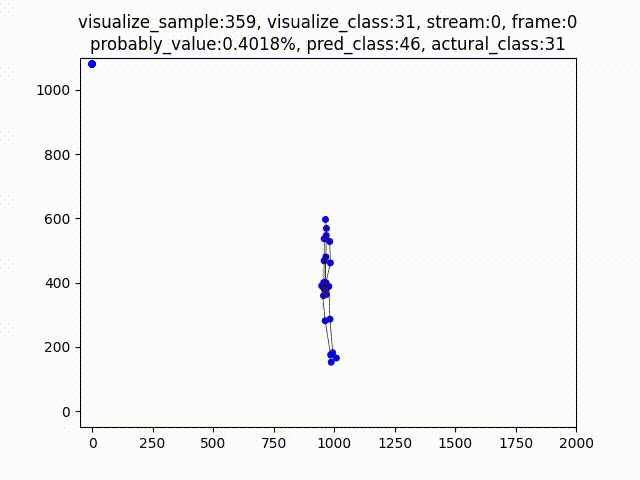 visualize_sample:359, visualize_class:31, stream:0, frame:0
probably_value:0.4018%, pred_class:46, actural_class:31
1000
800
600
400
200
0
0 250 500 750 1000 1250 1500 1750 2000